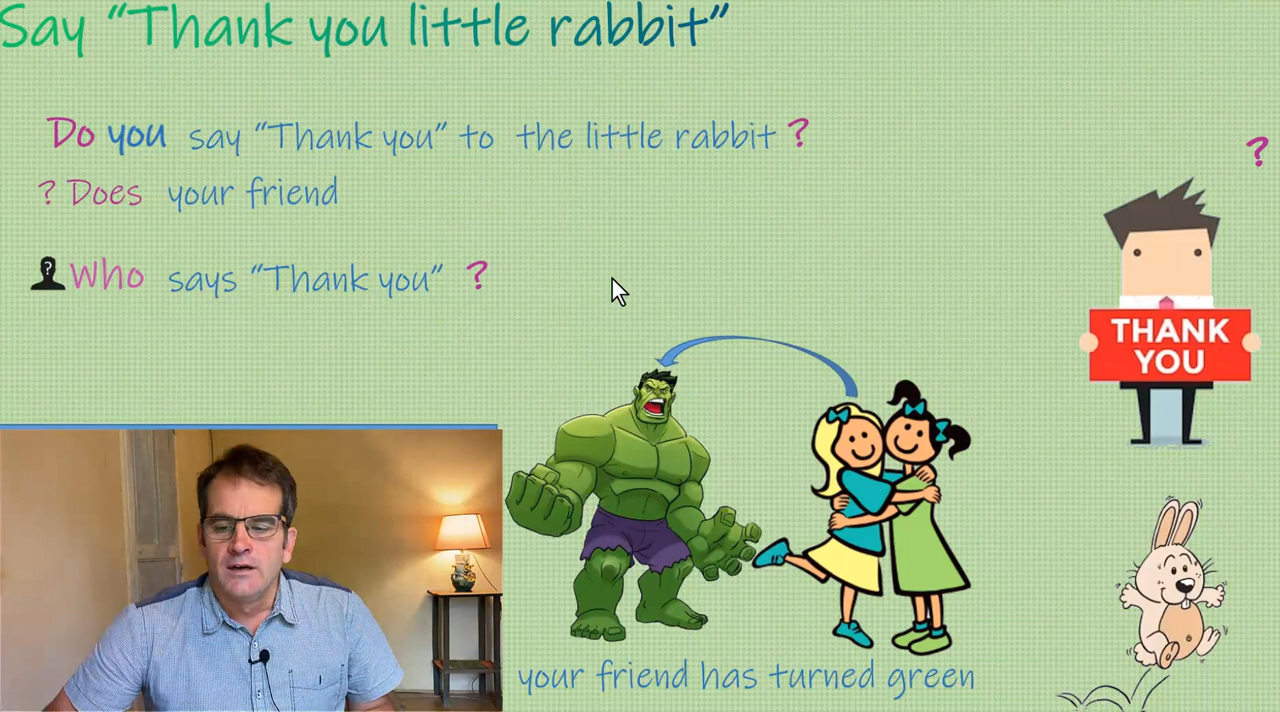 Say “Thank you little rabbit”
Do you say “Thank you” to the little rabbit ?
?
? Does your friend
Who says “Thank you” ?
THANK
YOU
your friend has turned green